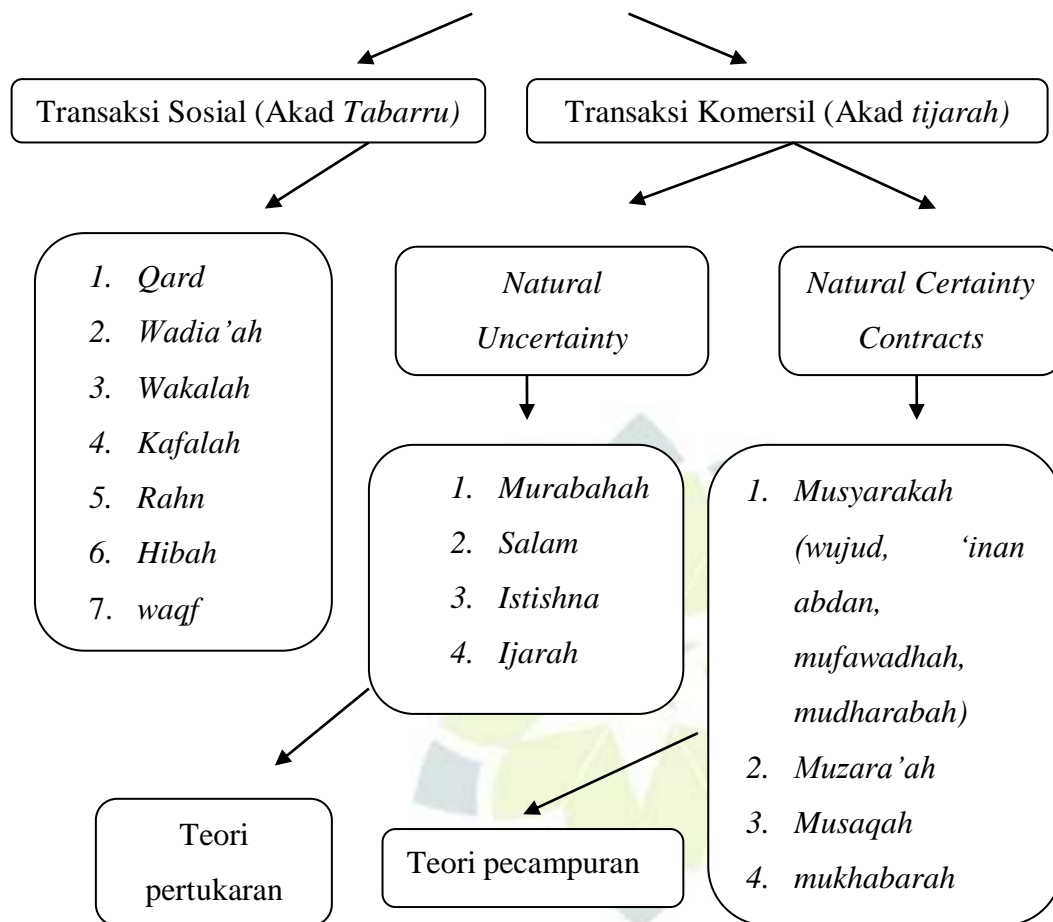 Transaksi Sosial (Akad Tabarru)
Transaksi Komersil (Akad tijarah)
1. Qard
2. Wadia’ah
3. Wakalah
4. Kafalah
5. Rahn
6. Hibah
7. waqf
Natural
Uncertainty
Natural Certainty
Contracts
1. Murabahah
2. Salam
3. Istishna
4. Ijarah
1. Musyarakah
(wujud, ‘inan
abdan,
mufawadhah,
mudharabah)
2. Muzara’ah
3. Musaqah
4. mukhabarah
Teori
pertukaran
Teori pecampuran